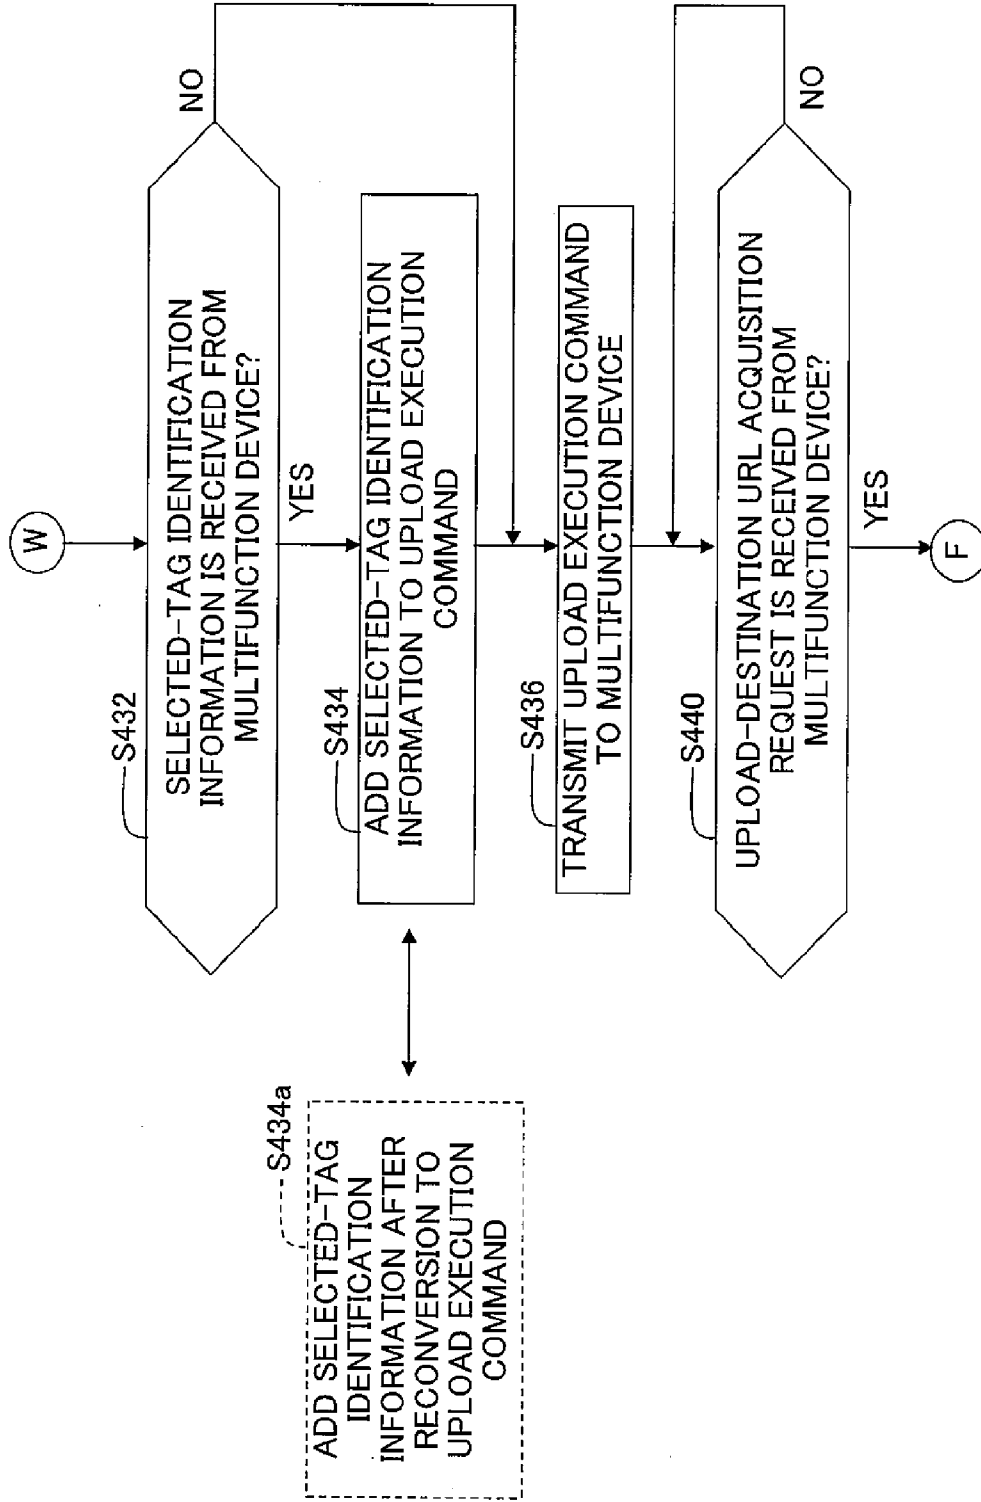 W
S432
SELECTED-TAG IDENTIFICATION
INFORMATION IS RECEIVED FROM
MULTIFUNCTION DEVICE?
NO
YES
S434
ADD SELECTED-TAG IDENTIFICATION
INFORMATION TO UPLOAD EXECUTION
COMMAND
S434a
ADD SELECTED-TAG
IDENTIFICATION
INFORMATION AFTER
RECONVERSION TO
UPLOAD EXECUTION
COMMAND
S436
TRANSMIT UPLOAD EXECUTION COMMAND
TO MULTIFUNCTION DEVICE
S440
UPLOAD-DESTINATION URL ACQUISITION
REQUEST IS RECEIVED FROM
MULTIFUNCTION DEVICE?
NO
YES
F